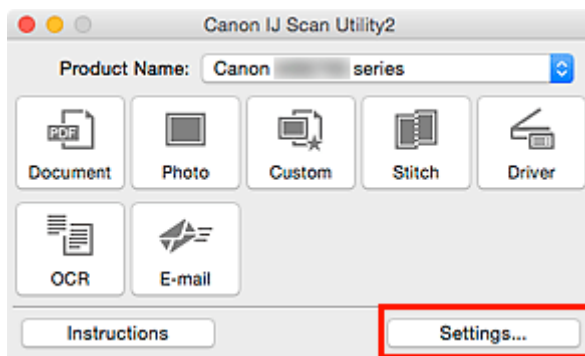 Canon IJ Scan Utility2
Product Name: Canon series
PDF
Document Photo Custom Stitch Driver
OCR E-mail
Instructions Settings...